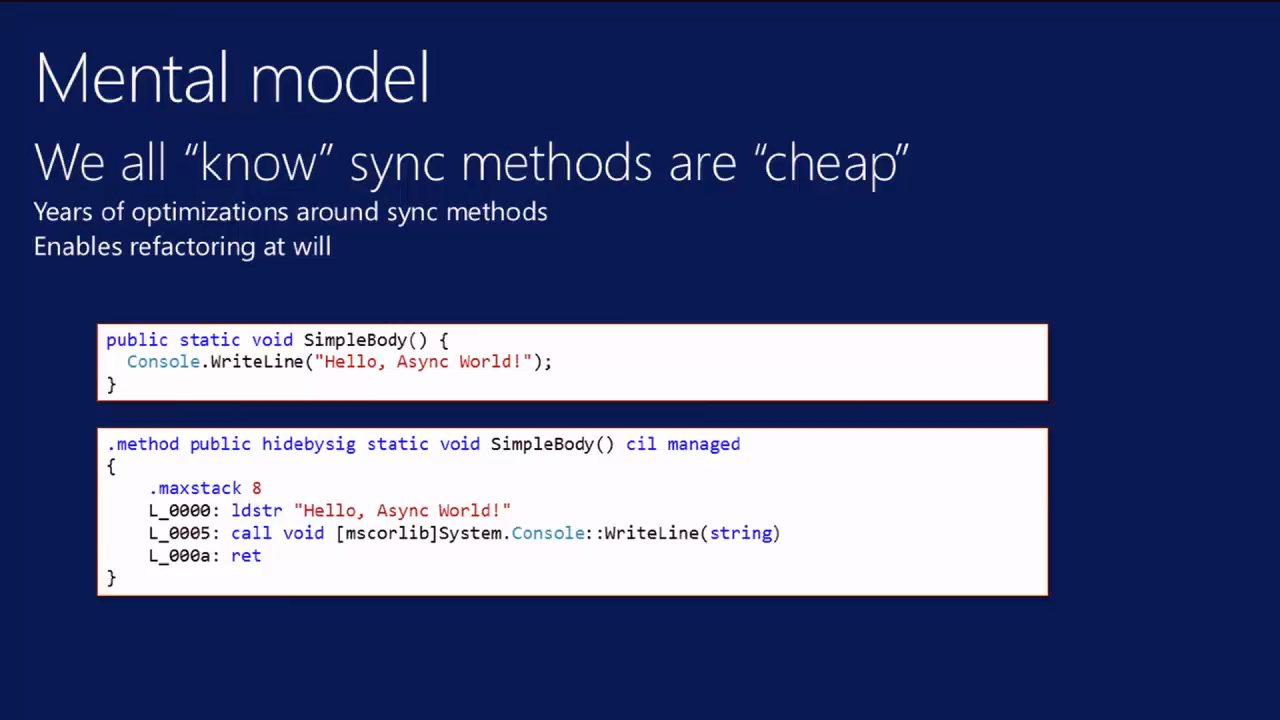 Mental model
We all “know” sync methods are “cheap”
Years of optimizations around sync methods
Enables refactoring at will
public static void SimpleBody() {
  Console.WriteLine("Hello, Async World!");
}
.method public hidebysig static void SimpleBody() cil managed
{
    .maxstack 8
    L_0000: ldstr "Hello, Async World!"
    L_0005: call void [mscorlib]System.Console::WriteLine(string)
    L_000a: ret
}